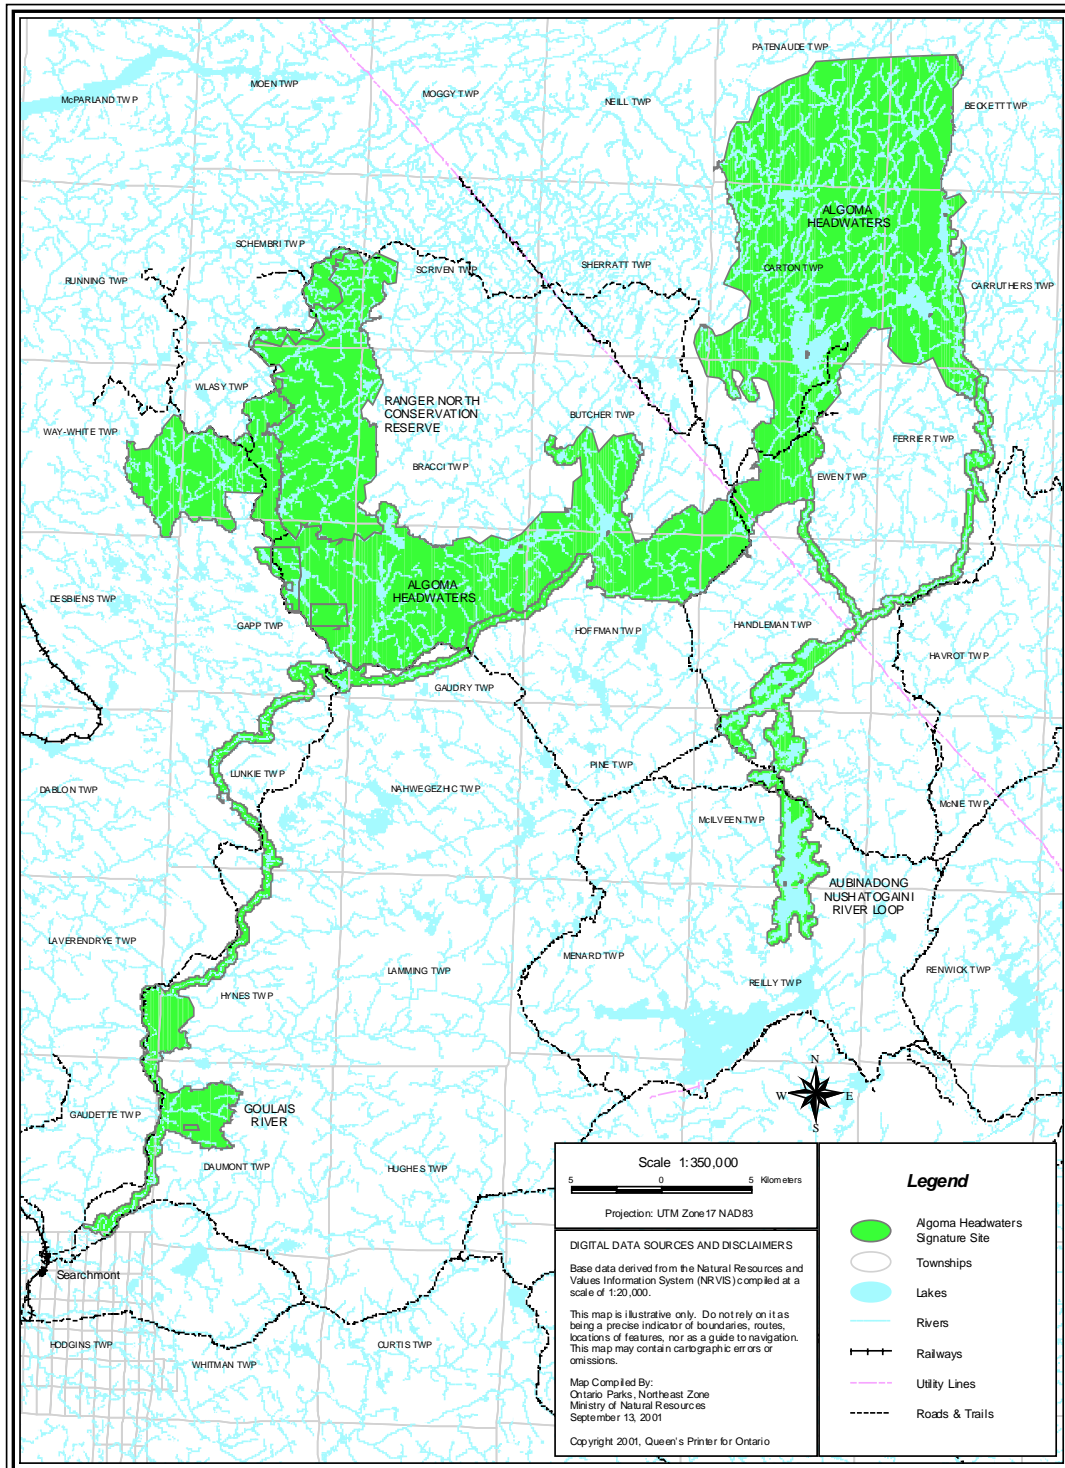 PATENAUDE TWP
MOEN TWP
McPARLAND TWP
MOGGY TWP
NEILL TWP
BECKETT TWP
ALGOMA
HEADWATERS
SCHEMBRI TWP
SCRIVEN TWP
SHERRATT TWP
CARTON TWP
RUNNING TWP
CARRUTHERS TWP
WLASY TWP
RANGER NORTH
CONSERVATION
RESERVE
BUTCHER TWP
WAY-WHITE TWP
FERRIER TWP
BRACCI TWP
EWEN TWP
ALGOMA
HEADWATERS
DESBIENS TWP
GAPP TWP
HOFFMAN TWP
HANDLEMAN TWP
HAVROT TWP
GAUDRY TWP
PINE TWP
LUNKIE TWP
DABLON TWP
NAHWEGEZHIC TWP
McNIE TWP
McILVEEN TWP
AUBINADONG
NUSHATOGAINI
RIVER LOOP
LAVERENDRYE TWP
MENARD TWP
LAMMING TWP
RENWICK TWP
HYNES TWP
REILLY TWP
N
W E
S
GAUDETTE TWP
GOULAIS
RIVER
DAUMONT TWP
HUGHES TWP
Searchmont
HODGINS TWP
WHITMAN TWP
CURTIS TWP
Scale 1:350,000
5 0 5 Kilometers
Projection: UTM Zone17 NAD83
DIGITAL DATA SOURCES AND DISCLAIMERS
Base data derived from the Natural Resources and
Values Information System (NRVIS) compiled at a
scale of 1:20,000.
This map is illustrative only. Do not rely on it as
being a precise indicator of boundaries, routes,
locations of features, nor as a guide to navigation.
This map may contain cartographic errors or
omissions.
Map Compiled By:
Ontario Parks, Northeast Zone
Ministry of Natural Resources
September 13, 2001
Copyright 2001, Queen's Printer for Ontario
Legend
Algoma Headwaters
Signature Site
Townships
Lakes
Rivers
Railways
Utility Lines
Roads & Trails